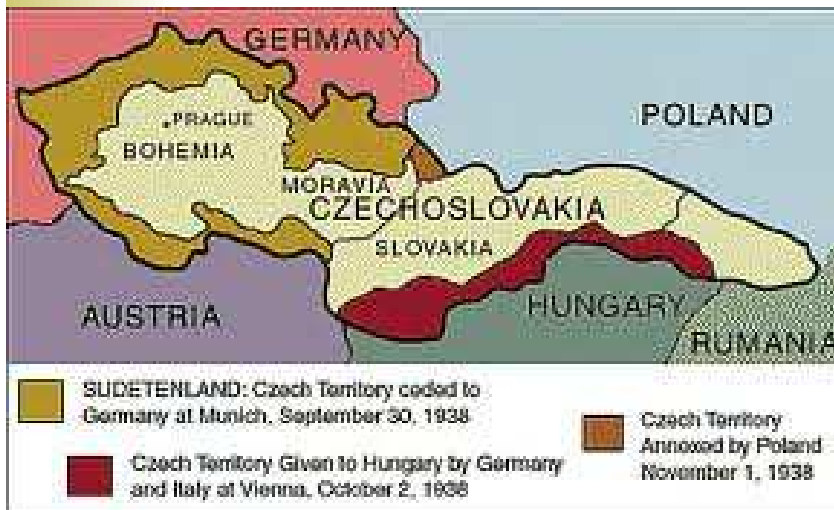 GERMANY
POLAND
.PRAGUE
BOHEMIA
MORAVIA
CZECHOSLOVAKIA
SLOVAKIA
HUNGARY
AUSTRIA
RUMANIA
SUDETENLAND: Czech Territory ceded to
Germany at Munich, September 30, 1938
Czech Territory Given to Hungary by Germany
and Italy at Vienna, October 2, 1938
Czech Territory
Annoxed by Poland
November 1, 1938